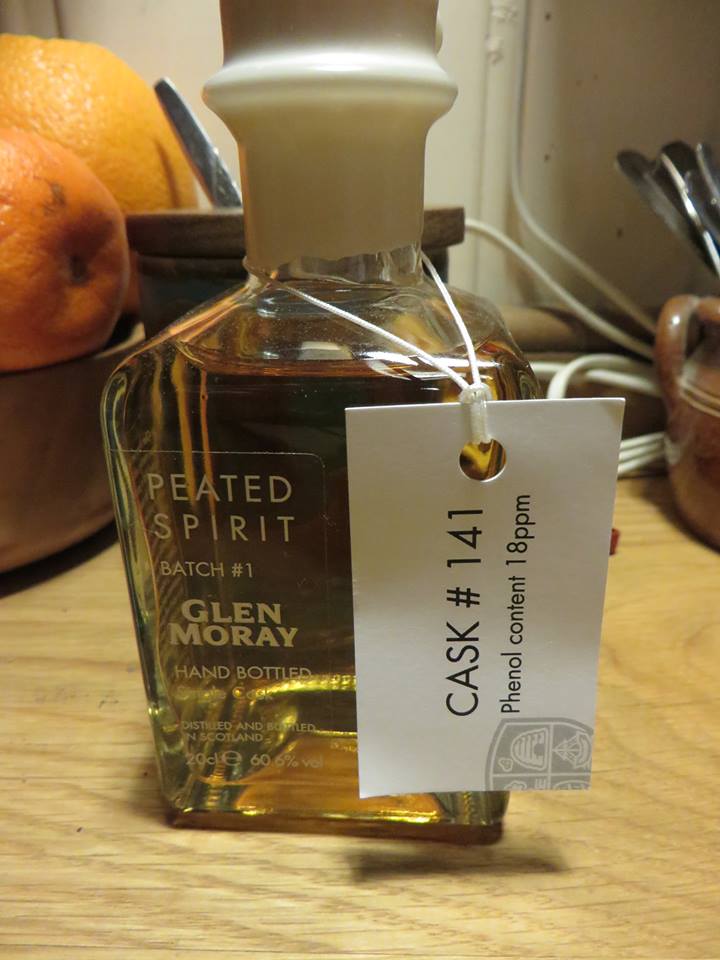 PEATED
SPIRIT
BATCH #1
GLEN
MORAY
HAND BOTTLED
DISTILLED AND BOTTLED
IN SCOTLAND
20cl e 60.6% vol
CASK # 141
Phenol content 18ppm